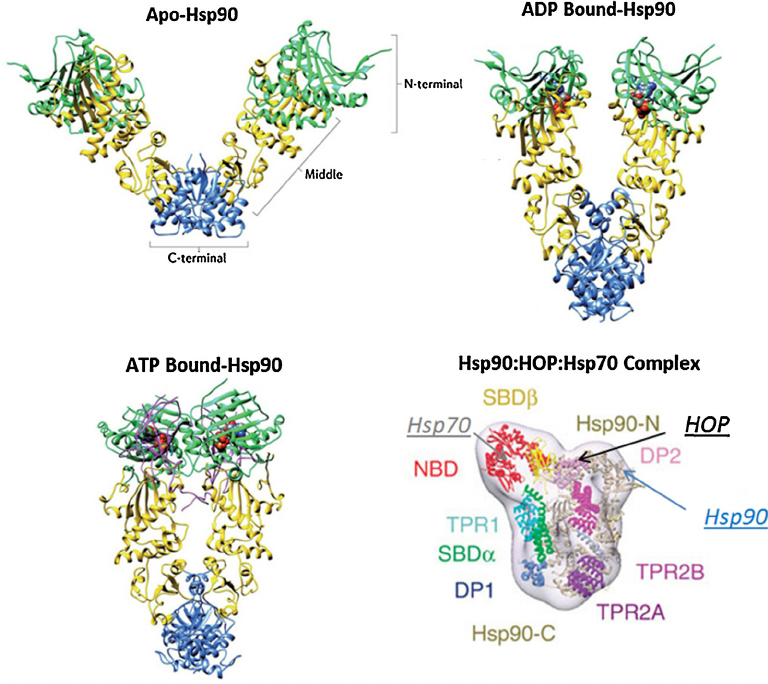 Apo-Hsp90
ADP Bound-Hsp90
N-terminal
Middle
C-terminal
ATP Bound-Hsp90
Hsp90:HOP:Hsp70 Complex
SBDβ
Hsp70
Hsp90-N
HOP
NBD
DP2
Hsp90
TPR1
SBDα
DP1
TPR2B
TPR2A
Hsp90-C